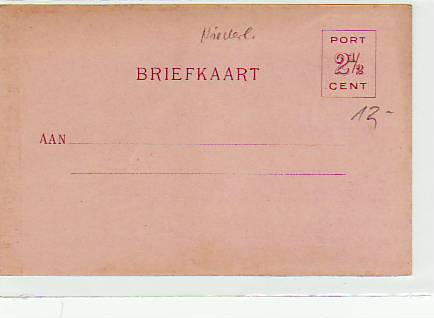 Niederl.
PORT
2½
CENT
BRIEFKAART
12-
AAN